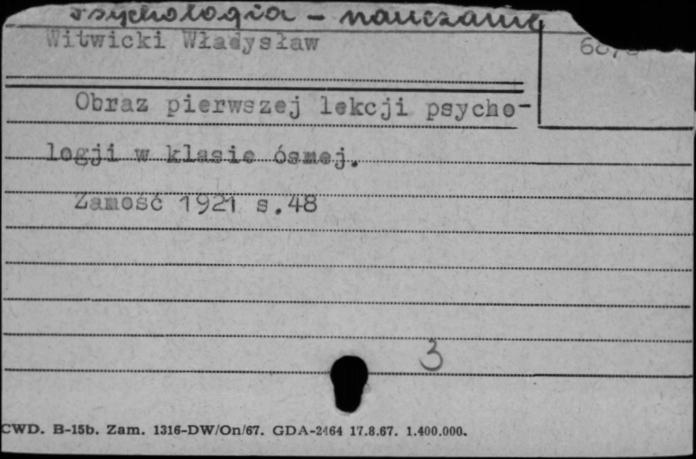 Psychologia - nauczanie
Witwicki Władysław
Obraz pierwszej lekcji psycho-
logji w klasie ósmej.
Zamość 1921 s.48
3
CWD. B-15b. Zam. 1316-DW/On/67. GDA-2464 17.8.67. 1.400.000.